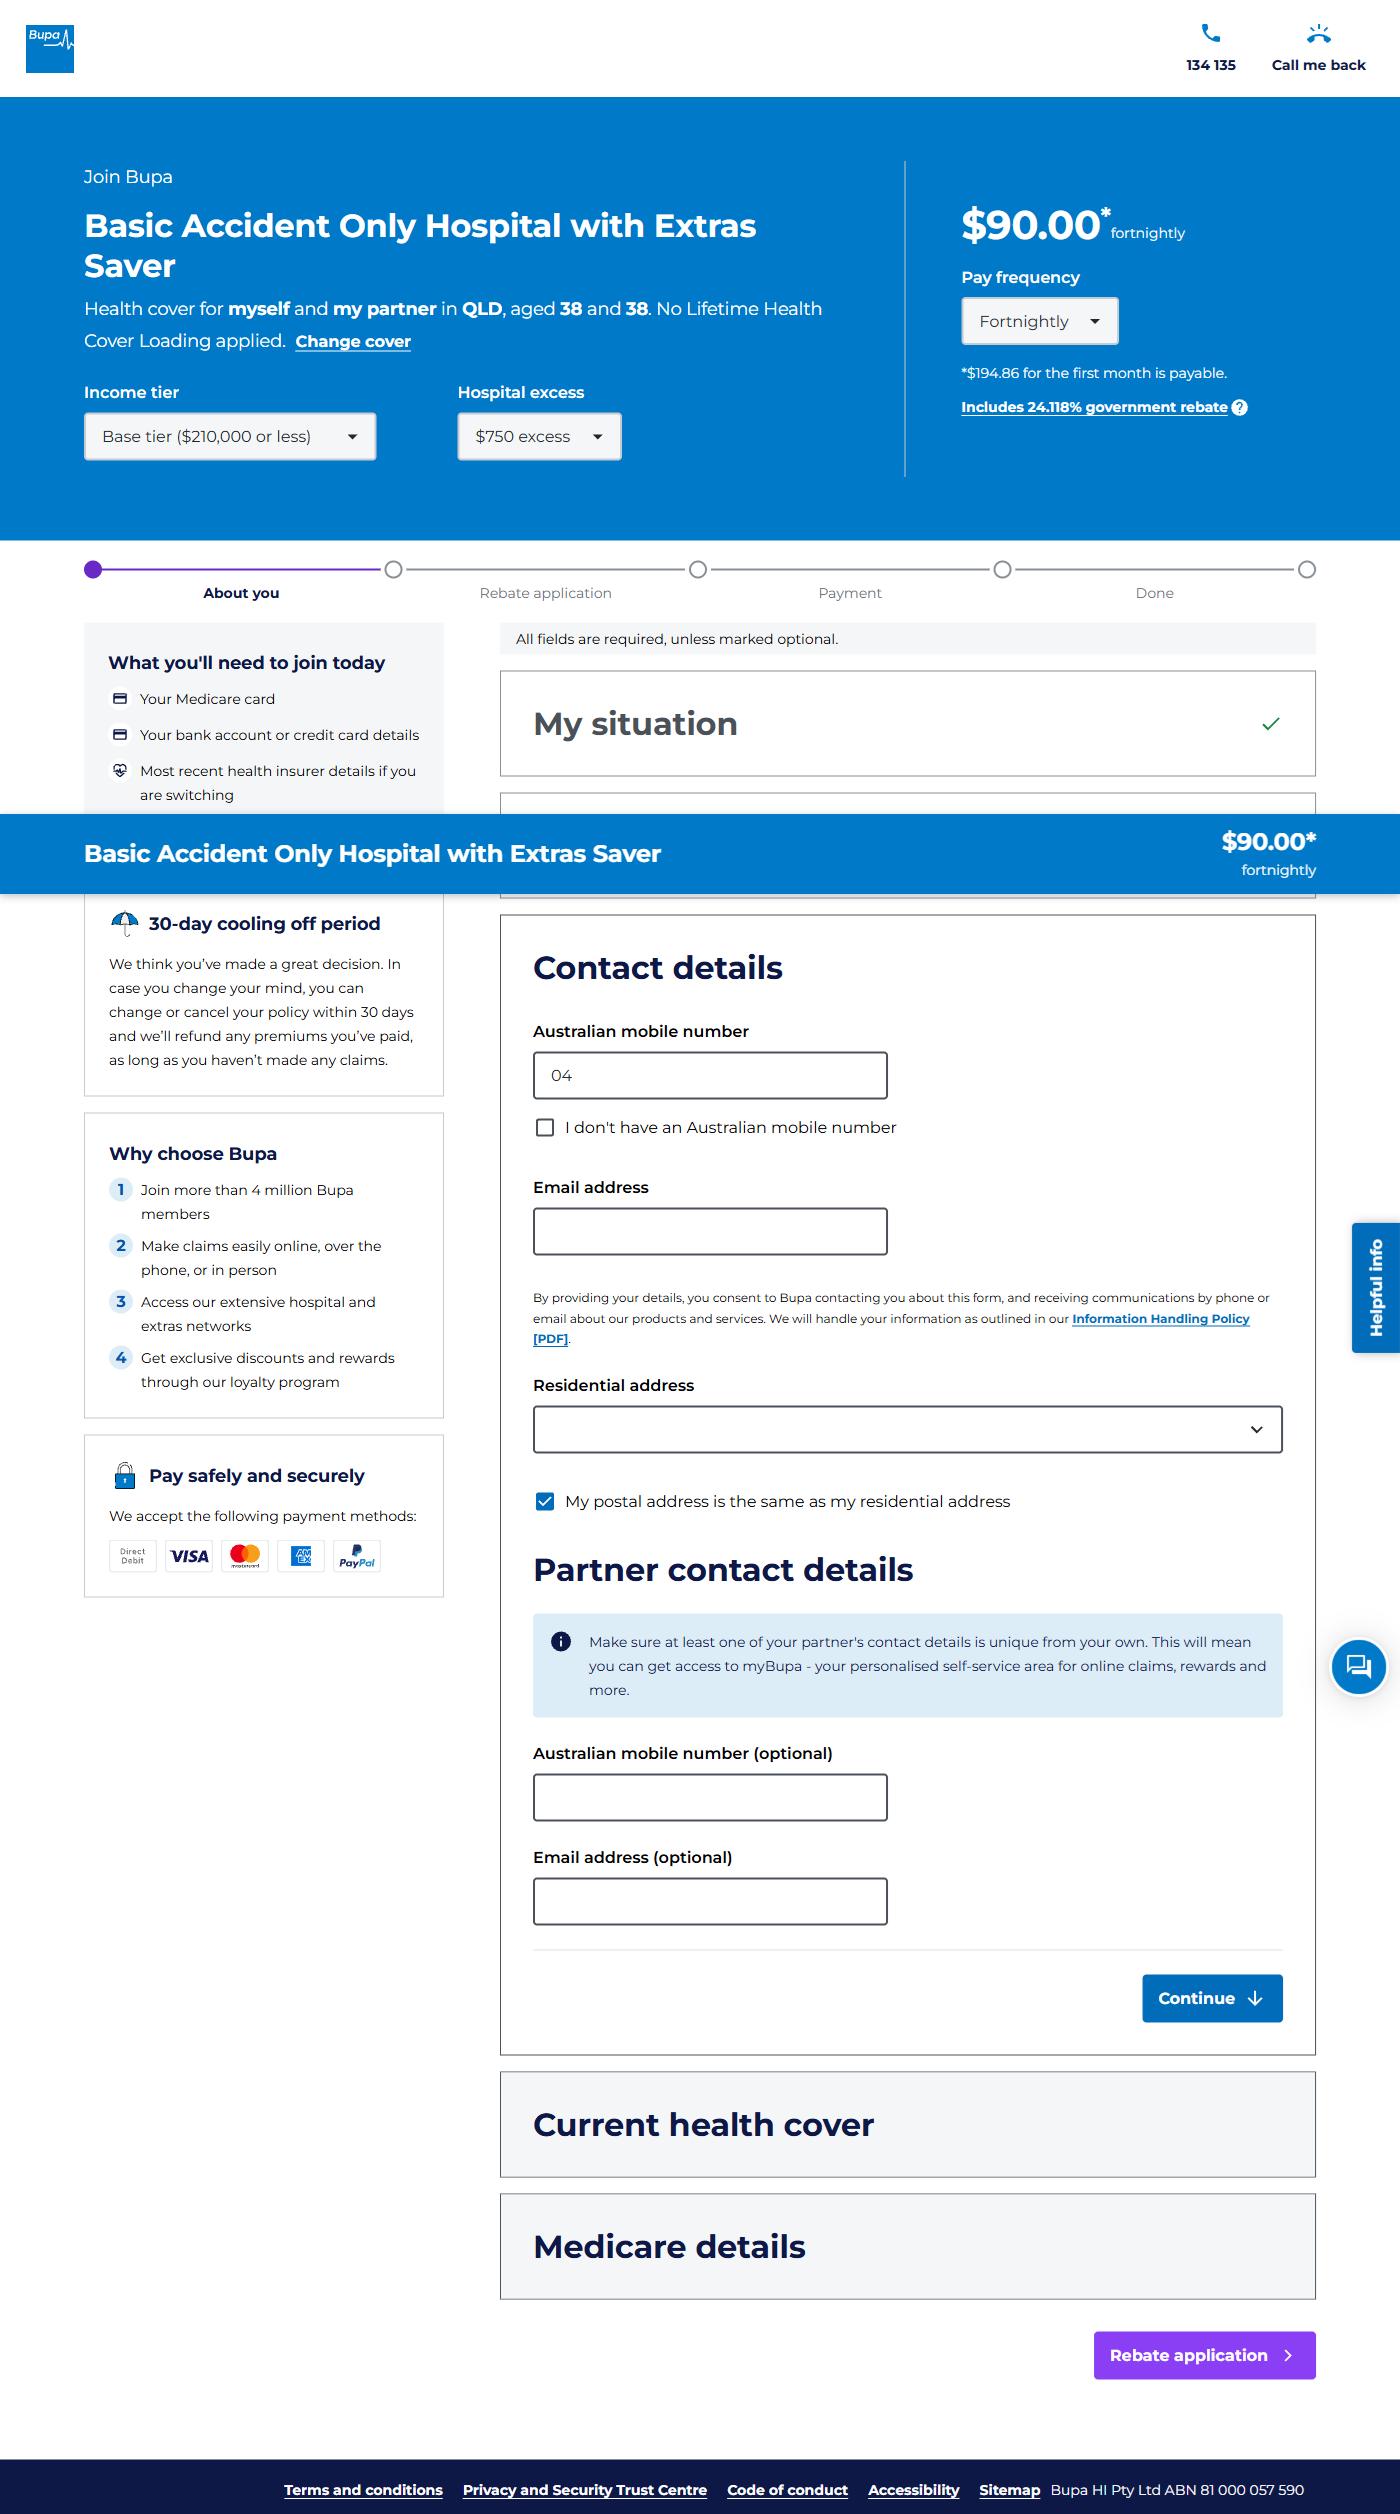 Bupa
134 135
Call me back
Join Bupa
Basic Accident Only Hospital with Extras
Saver
Health cover for myself and my partner in QLD, aged 38 and 38. No Lifetime Health
Cover Loading applied. Change cover
Income tier
Base tier ($210,000 or less)
Hospital excess
$750 excess
$90.00* fortnightly
Pay frequency
Fortnightly
*$194.86 for the first month is payable.
Includes 24.118% government rebate ?
About you
Rebate application
Payment
Done
What you'll need to join today
Your Medicare card
Your bank account or credit card details
Most recent health insurer details if you
are switching
All fields are required, unless marked optional.
My situation
Basic Accident Only Hospital with Extras Saver
$90.00*
fortnightly
30-day cooling off period
We think you’ve made a great decision. In
case you change your mind, you can
change or cancel your policy within 30 days
and we’ll refund any premiums you’ve paid,
as long as you haven’t made any claims.
Why choose Bupa
1 Join more than 4 million Bupa
members
2 Make claims easily online, over the
phone, or in person
3 Access our extensive hospital and
extras networks
4 Get exclusive discounts and rewards
through our loyalty program
Pay safely and securely
We accept the following payment methods:
Direct
Debit
VISA
mastercard
AM
EX
PayPal
Contact details
Australian mobile number
04
I don't have an Australian mobile number
Email address
By providing your details, you consent to Bupa contacting you about this form, and receiving communications by phone or
email about our products and services. We will handle your information as outlined in our Information Handling Policy
[PDF].
Residential address
My postal address is the same as my residential address
Partner contact details
Make sure at least one of your partner's contact details is unique from your own. This will mean
you can get access to myBupa - your personalised self-service area for online claims, rewards and
more.
Australian mobile number (optional)
Email address (optional)
Continue
Helpful info
Current health cover
Medicare details
Rebate application
Terms and conditions Privacy and Security Trust Centre Code of conduct Accessibility Sitemap Bupa HI Pty Ltd ABN 81 000 057 590